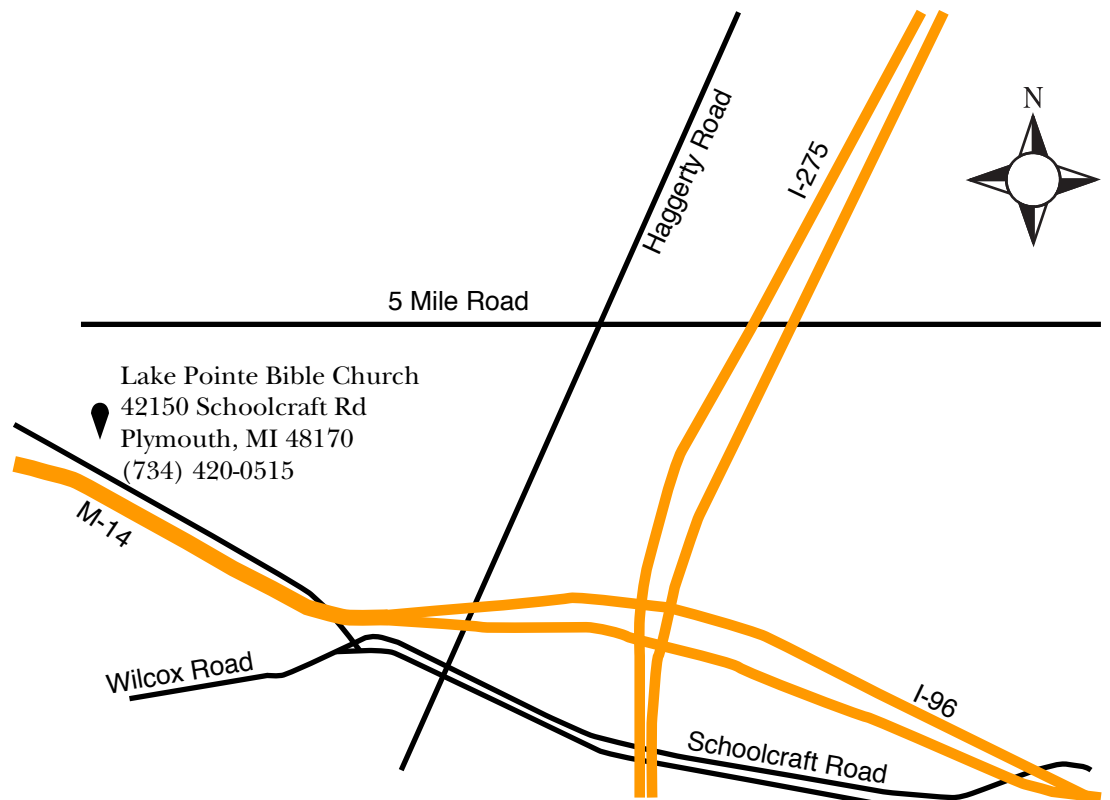 N
Haggerty Road
I-275
5 Mile Road
Lake Pointe Bible Church
42150 Schoolcraft Rd
Plymouth, MI 48170
(734) 420-0515
M-14
Wilcox Road
I-96
Schoolcraft Road